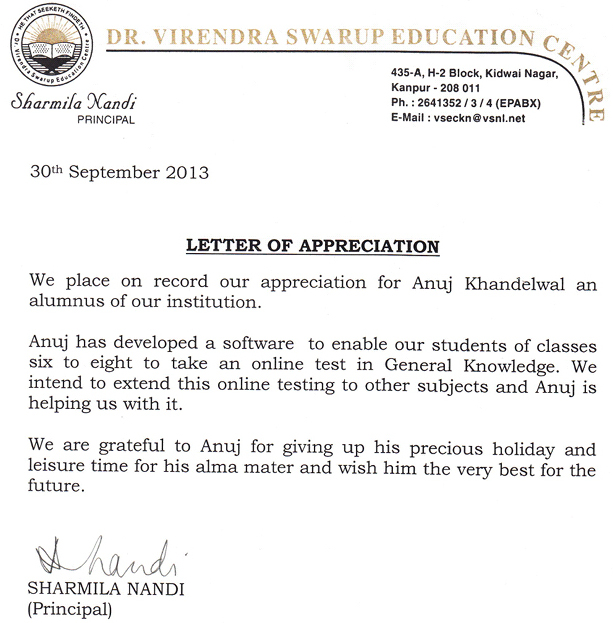 HE THAT SEEKETH FINDETH
Dr. Virendra Swarup Education Centre
DR. VIRENDRA SWARUP EDUCATION CENTRE
435-A, H-2 Block, Kidwai Nagar,
Kanpur - 208 011
Ph. : 2641352 / 3 / 4 (EPABX)
E-Mail : vseckn@vsnl.net
Sharmila Nandi
PRINCIPAL
30th September 2013
LETTER OF APPRECIATION
We place on record our appreciation for Anuj Khandelwal an
alumnus of our institution.
Anuj has developed a software to enable our students of classes
six to eight to take an online test in General Knowledge. We
intend to extend this online testing to other subjects and Anuj is
helping us with it.
We are grateful to Anuj for giving up his precious holiday and
leisure time for his alma mater and wish him the very best for the
future.
SNandi
SHARMILA NANDI
(Principal)